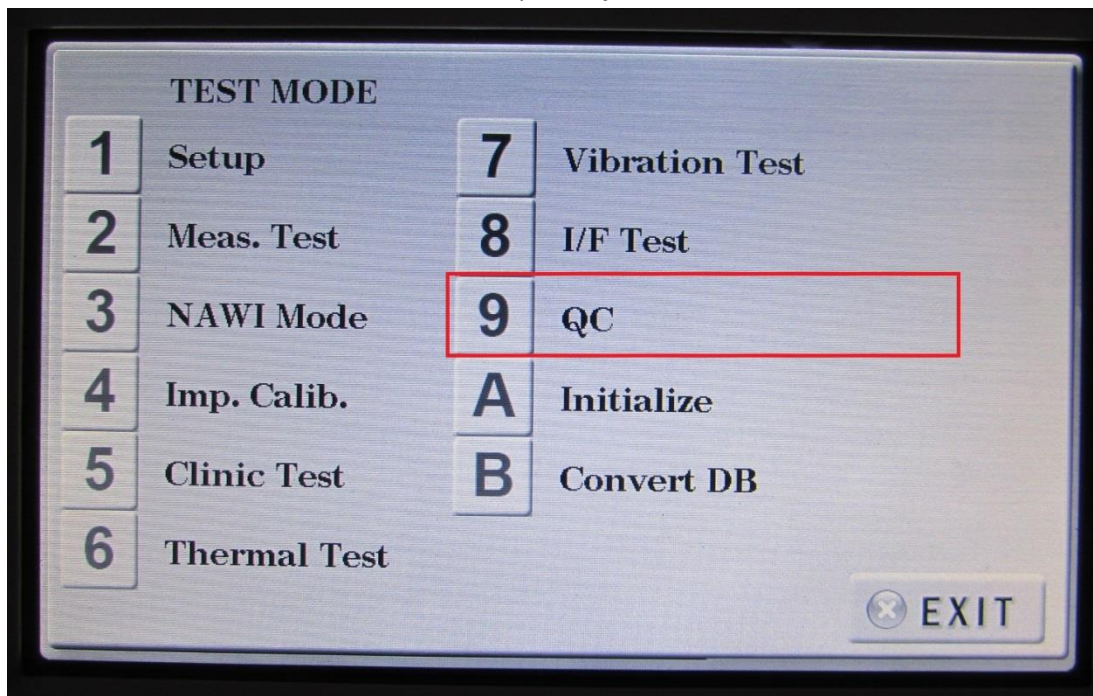 TEST MODE
1 Setup
2 Meas. Test
3 NAWI Mode
4 Imp. Calib.
5 Clinic Test
6 Thermal Test
7 Vibration Test
8 I/F Test
9 QC
A Initialize
B Convert DB
EXIT